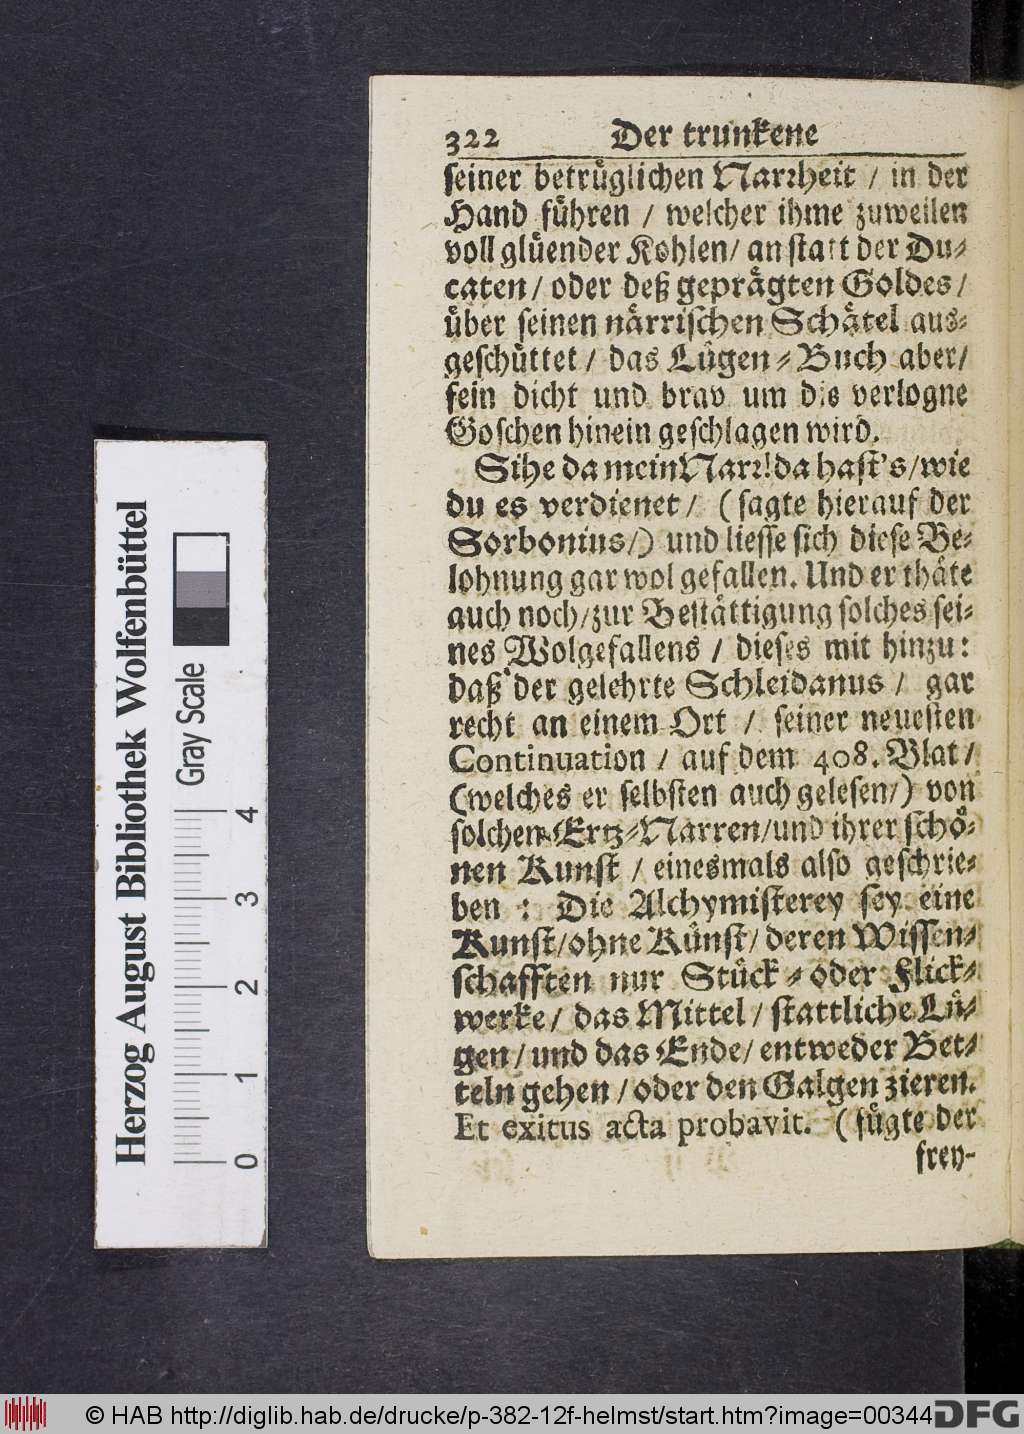 322 Der trunkene
seiner betrüglichen Narrheit / in der
Hand führen / welcher ihme zuweilen
voll glüender Kohlen / an statt der Du-
caten / oder deß geprägten Goldes /
über seinen närrischen Schätel aus-
geschüttet / das Lügen-Buch aber /
fein dicht und brav um die verlogne
Goschen hinein geschlagen wird.
Sihe da mein Narr! da hast's / wie
du es verdienet / (sagte hierauf der
Sorbonius /) und liesse sich diese Be-
lohnung gar wol gefallen. Und er thäte
auch noch / zur Bestättigung solches sei-
nes Wolgefallens / dieses mit hinzu:
daß der gelehrte Schleidanus / gar
recht an einem Ort / seiner neuesten
Continuation / auf dem 408. Blat /
(welches er selbsten auch gelesen /) von
solchen Ertz-Narren / und ihrer schö-
nen Kunst / einesmals also geschrie-
ben : Die Alchymisterey sey eine
Kunst / ohne Künst / deren Wissen-
schafften nur Stück- oder Flick-
werke / das Mittel / stattliche Lü-
gen / und das Ende / entweder Bet-
teln gehen / oder den Galgen zieren.
Et exitus acta probavit. (fügte der
frey-
Herzog August Bibliothek Wolfenbüttel
Gray Scale
0 1 2 3 4
© HAB http://diglib.hab.de/drucke/p-382-12f-helmst/start.htm?image=00344
DFG